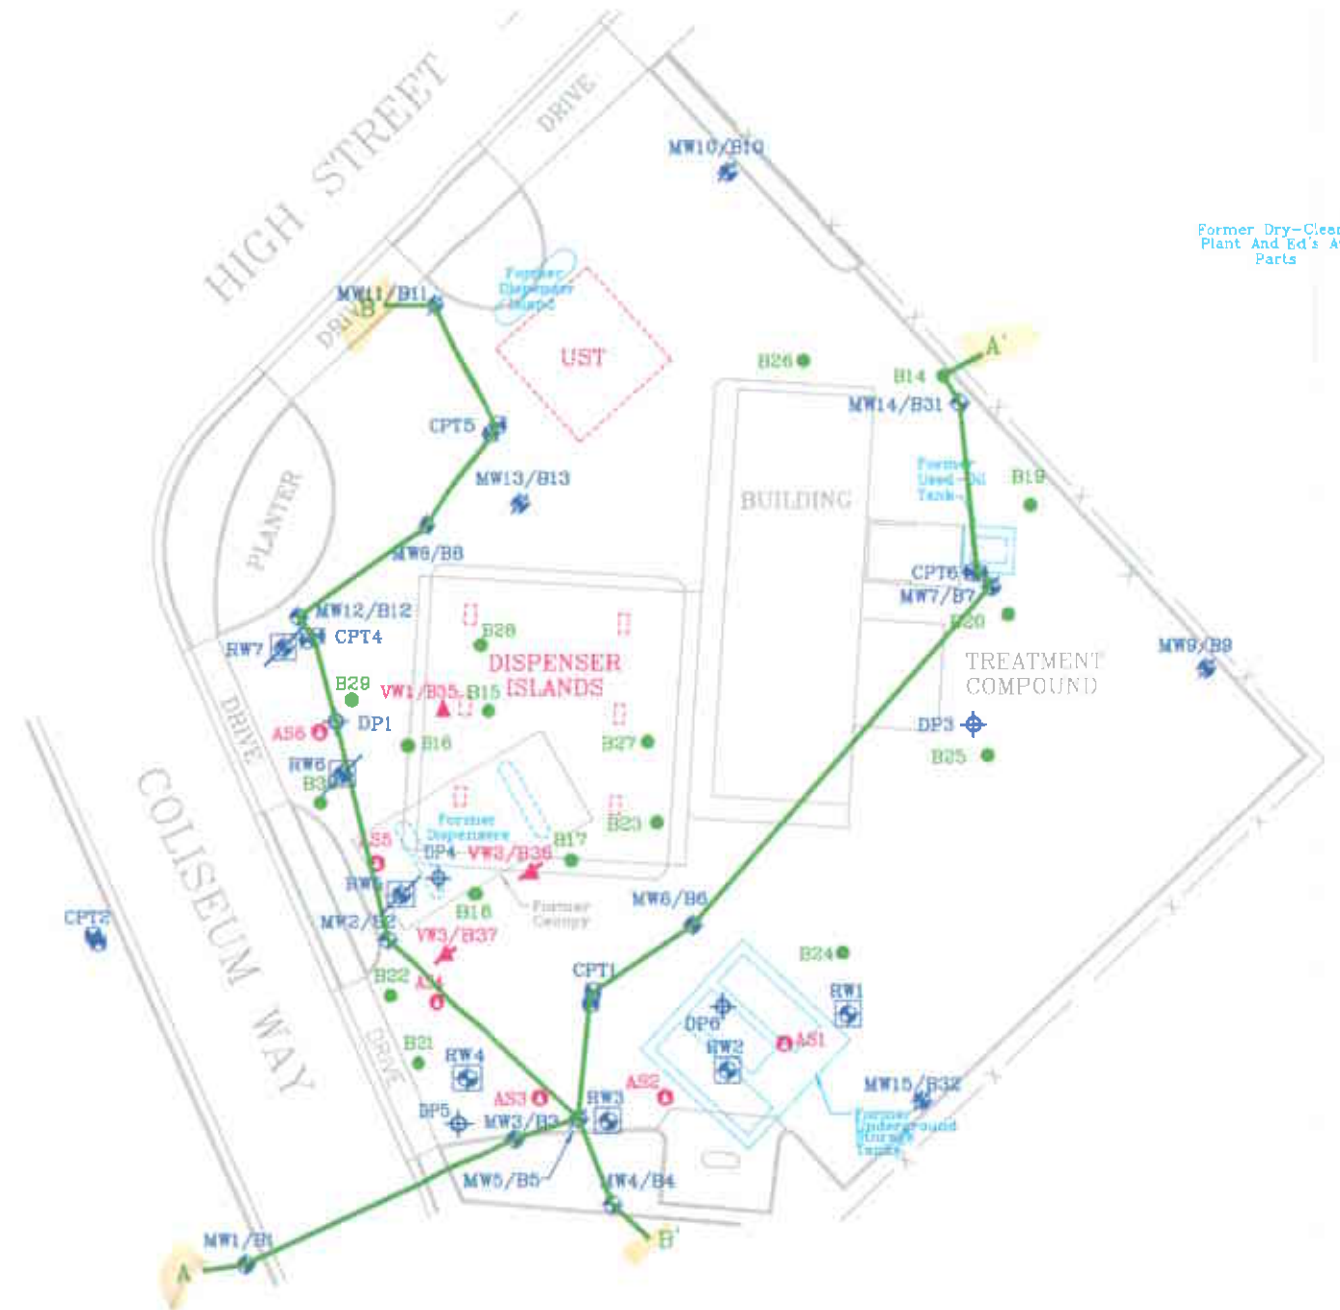 HIGH STREET
DRIVE
MW10/B10
Former Dry-Clea
Plant And Ed's A
Parts
Former
Dispenser
Island
MW11/B11
B
DRIVE
UST
A'
B26
B14
MW14/B31
CPT5
MW13/B13
Former
Used-Oil
Tank
B19
BUILDING
PLANTER
CPT6
MW7/B7
B20
MW12/B12
RW7
CPT4
B28
DISPENSER
ISLANDS
TREATMENT
COMPOUND
MW9/B9
B29
VW1/B35
B15
DP1
AS6
DRIVE
B16
B27
DP3
B25
RW6
COLISEUM WAY
Former
Dispensers
B23
B17
AS5
DP4
VW2/B36
RW5
B18
Former
Canopy
MW6/B6
CPT2
MW2/B2
VW3/B37
B24
B22
AS4
CPT1
RW1
DP6
AS1
B21
DRIVE
RW4
RW2
AS3
AS2
RW3
MW15/B32
DP5
MW3/B3
Former
Underground
Storage
Tanks
MW5/B5
MW4/B4
MW1/B1
B'
A